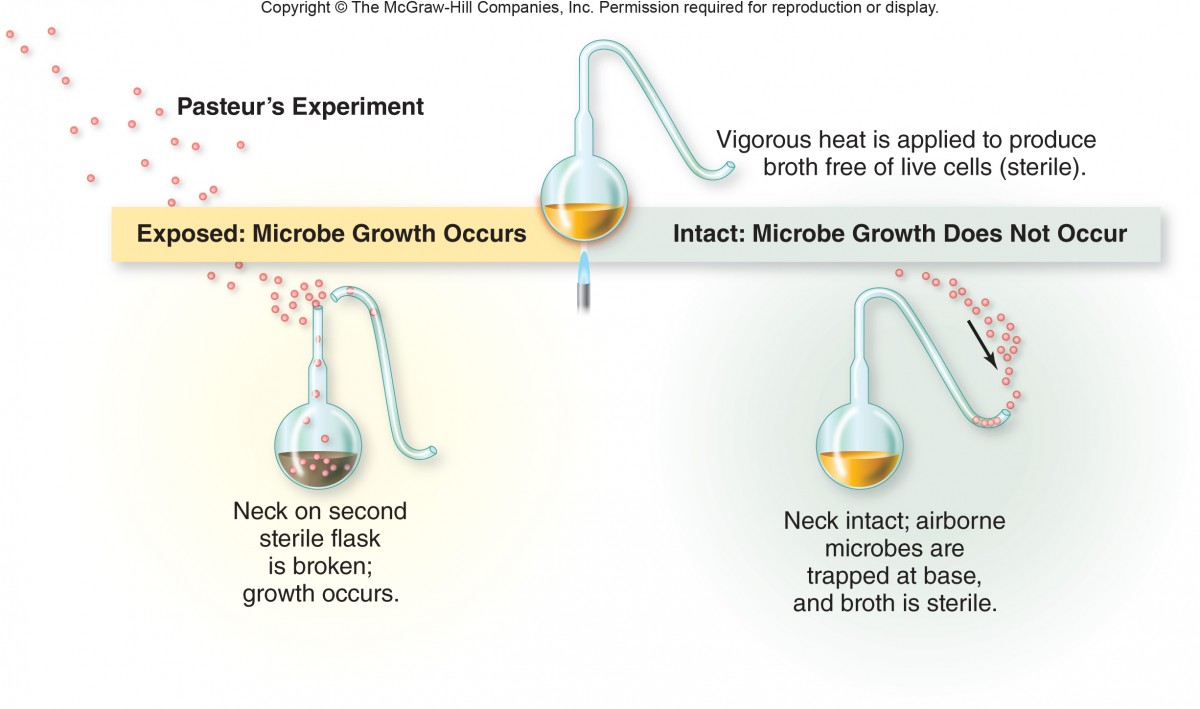 Copyright © The McGraw-Hill Companies, Inc. Permission required for reproduction or display.
Pasteur’s Experiment
Vigorous heat is applied to produce
broth free of live cells (sterile).
Exposed: Microbe Growth Occurs
Intact: Microbe Growth Does Not Occur
Neck on second
sterile flask
is broken;
growth occurs.
Neck intact; airborne
microbes are
trapped at base,
and broth is sterile.